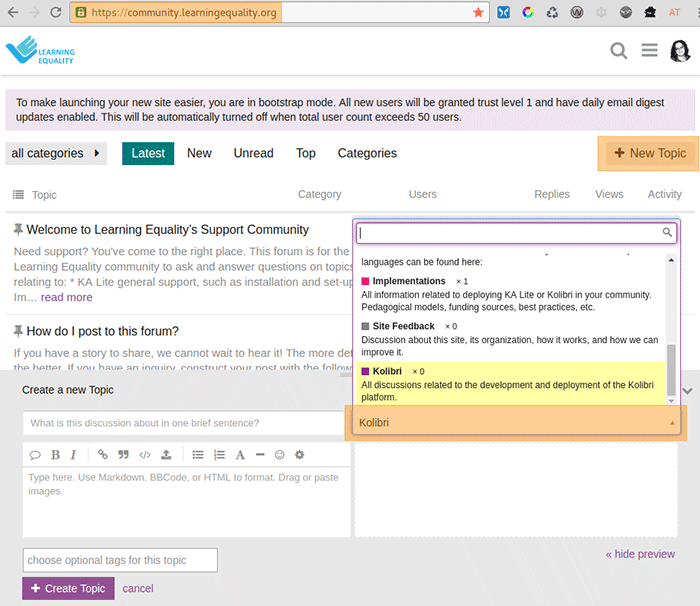 https://community.learningequality.org
AT
LEARNING
EQUALITY
To make launching your new site easier, you are in bootstrap mode. All new users will be granted trust level 1 and have daily email digest
updates enabled. This will be automatically turned off when total user count exceeds 50 users.
all categories
Latest
New
Unread
Top
Categories
+ New Topic
Topic
Category
Users
Replies
Views
Activity
Welcome to Learning Equality's Support Community
Need support? You've come to the right place. This forum is for the
Learning Equality community to ask and answer questions on topics
relating to: * KA Lite general support, such as installation and set-up
Im… read more
languages can be found here:
Implementations × 1
All information related to deploying KA Lite or Kolibri in your community.
Pedagogical models, funding sources, best practices, etc.
Site Feedback × 0
Discussion about this site, its organization, how it works, and how we can
improve it.
Kolibri × 0
All discussions related to the development and deployment of the Kolibri
platform.
How do I post to this forum?
If you have a story to share, we cannot wait to hear it! The more det
the better. If you have an inquiry, construct your post with the follow
Create a new Topic
What is this discussion about in one brief sentence?
Kolibri
B I A
Type here. Use Markdown, BBCode, or HTML to format. Drag or paste
images.
choose optional tags for this topic
« hide preview
+ Create Topic
cancel